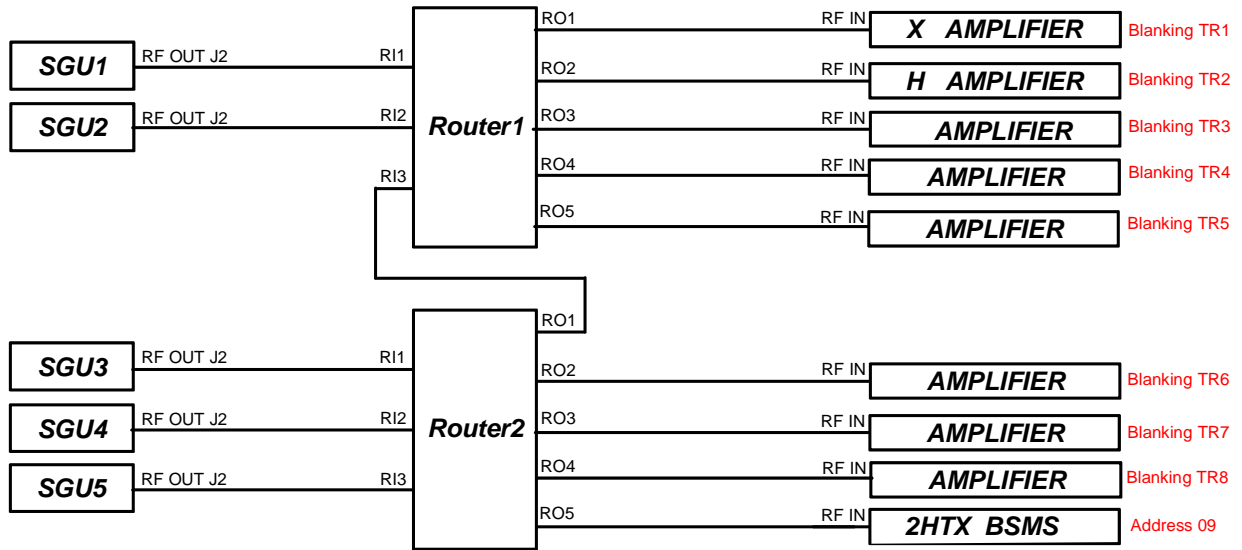 RO1 RF IN X AMPLIFIER Blanking TR1
SGU1 RF OUT J2 RI1
RO2 RF IN H AMPLIFIER Blanking TR2
SGU2 RF OUT J2 RI2
Router1
RO3 RF IN AMPLIFIER Blanking TR3
RI3
RO4 RF IN AMPLIFIER Blanking TR4
RO5 RF IN AMPLIFIER Blanking TR5
RO1
SGU3 RF OUT J2 RI1
RO2 RF IN AMPLIFIER Blanking TR6
SGU4 RF OUT J2 RI2
Router2
RO3 RF IN AMPLIFIER Blanking TR7
SGU5 RF OUT J2 RI3
RO4 RF IN AMPLIFIER Blanking TR8
RO5 RF IN 2HTX BSMS Address 09